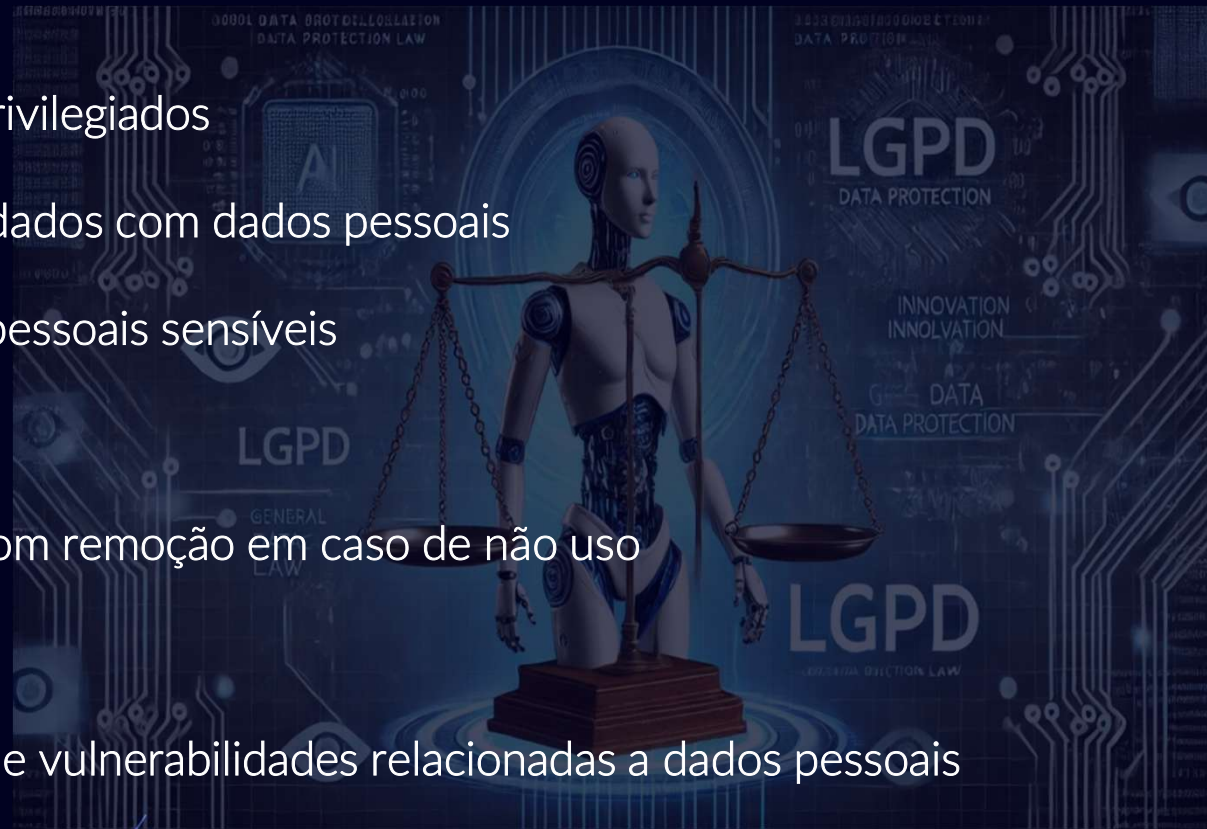 DATA PROTECTION LAW
rivilegiados
LGPD
DATA PROTECTION
AI
dados com dados pessoais
INNOVATION
INNOLVATION
pessoais sensíveis
DATA
DATA PROTECTION
LGPD
GENERAL
LAW
om remoção em caso de não uso
LGPD
e vulnerabilidades relacionadas a dados pessoais